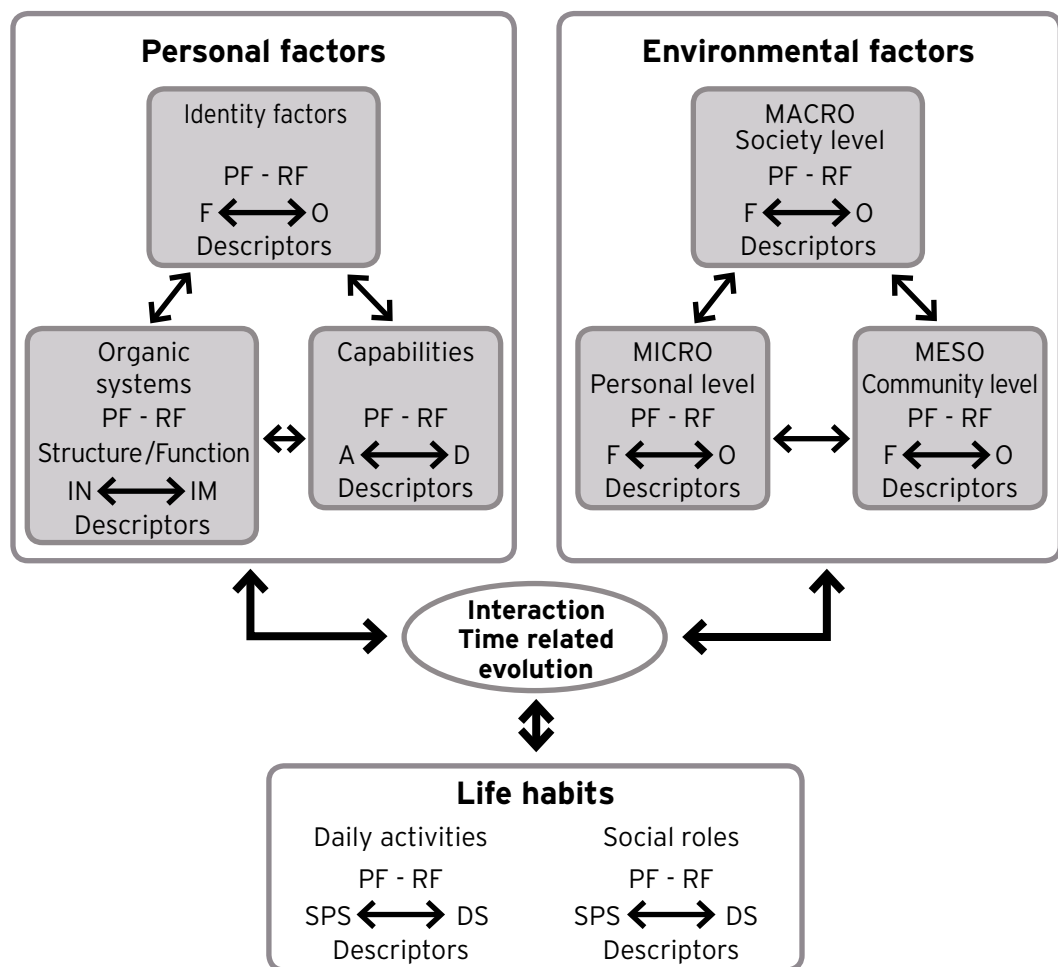 Personal factors
Identity factors
PF - RF
F O
Descriptors
Organic
systems
PF - RF
Structure/Function
IN IM
Descriptors
Capabilities
PF - RF
A D
Descriptors
Environmental factors
MACRO
Society level
PF - RF
F O
Descriptors
MICRO
Personal level
PF - RF
F O
Descriptors
MESO
Community level
PF - RF
F O
Descriptors
Interaction
Time related
evolution
Life habits
Daily activities
PF - RF
SPS DS
Descriptors
Social roles
PF - RF
SPS DS
Descriptors